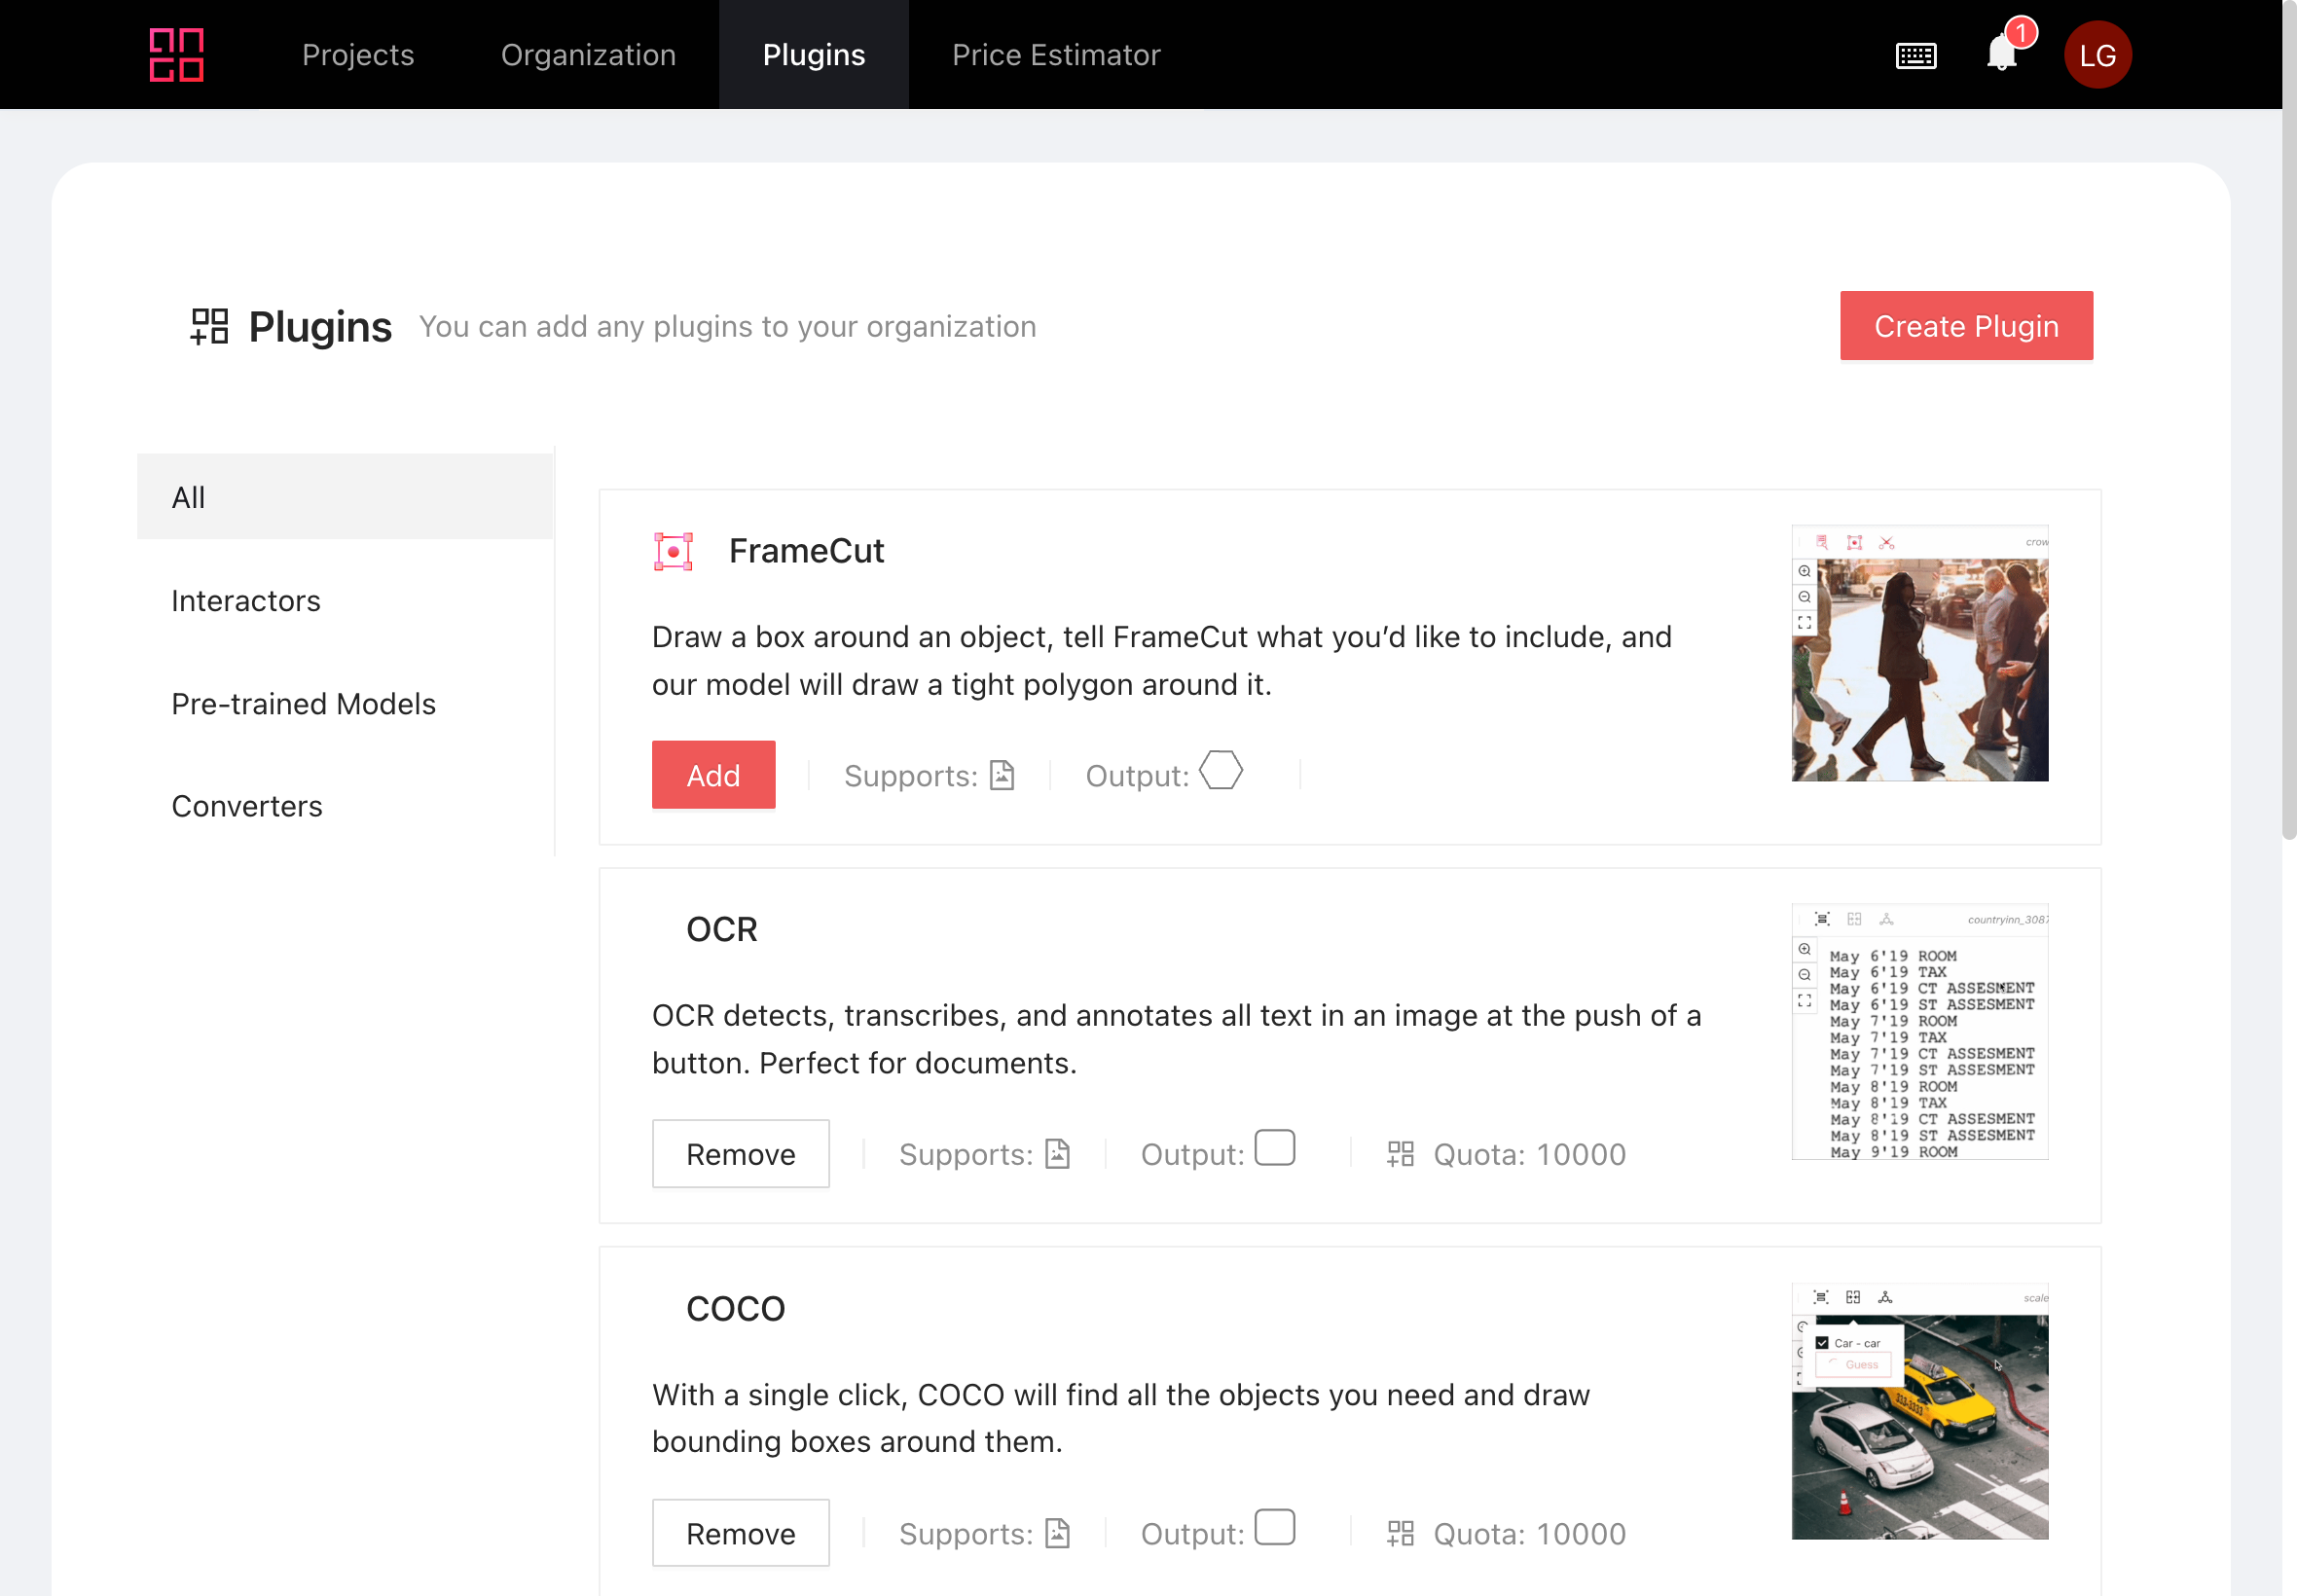 Projects
Organization
Plugins
Price Estimator
1
LG
Plugins
You can add any plugins to your organization
Create Plugin
All
Interactors
Pre-trained Models
Converters
FrameCut
Draw a box around an object, tell FrameCut what you’d like to include, and
our model will draw a tight polygon around it.
Add
Supports:
Output:
crow
OCR
OCR detects, transcribes, and annotates all text in an image at the push of a
button. Perfect for documents.
Remove
Supports:
Output:
Quota: 10000
countryinn_3087
May 6'19 ROOM
May 6'19 TAX
May 6'19 CT ASSESMENT
May 6'19 ST ASSESMENT
May 7'19 ROOM
May 7'19 TAX
May 7'19 CT ASSESMENT
May 7'19 ST ASSESMENT
May 8'19 ROOM
May 8'19 TAX
May 8'19 CT ASSESMENT
May 8'19 ST ASSESMENT
May 9'19 ROOM
COCO
With a single click, COCO will find all the objects you need and draw
bounding boxes around them.
Remove
Supports:
Output:
Quota: 10000
scale
Car - car
Guess
333-3333